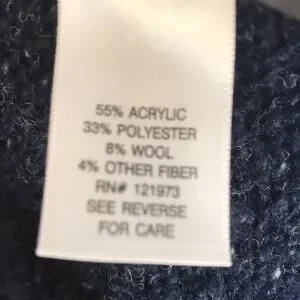 55% ACRYLIC
33% POLYESTER
8% WOOL
4% OTHER FIBER
RN# 121973
SEE REVERSE
FOR CARE